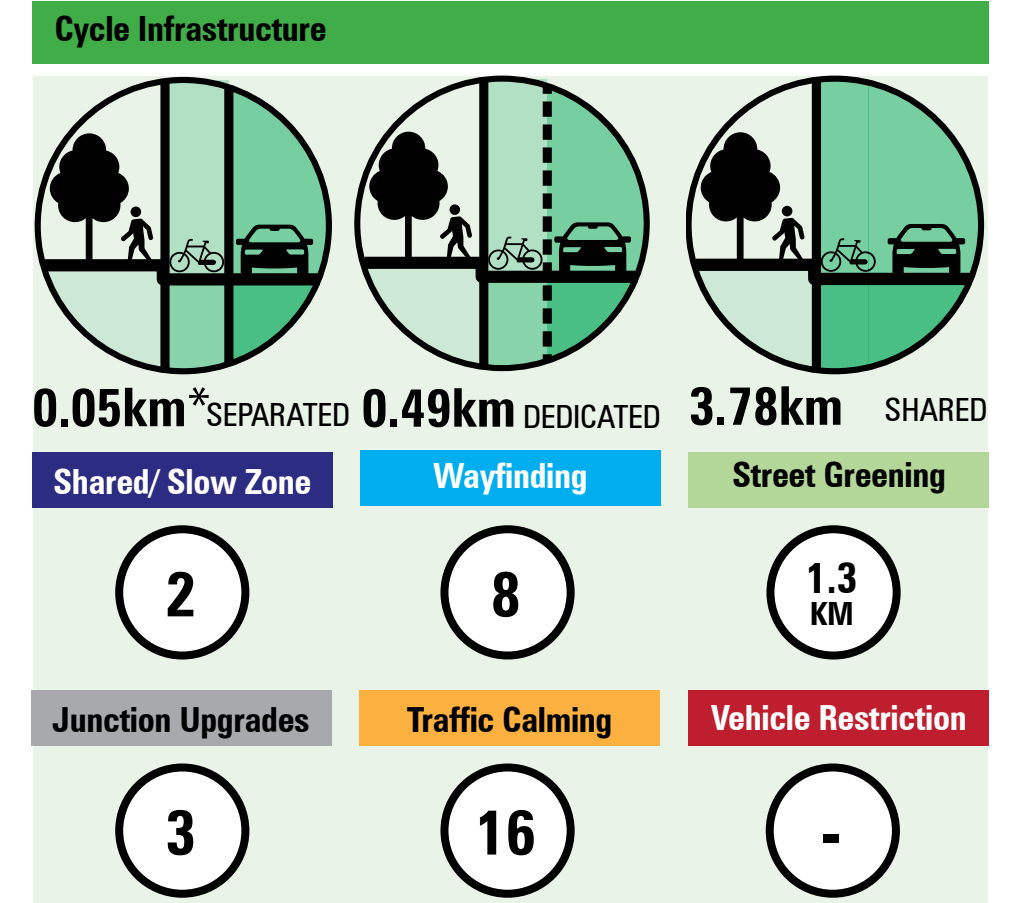 Cycle Infrastructure
0.05km*SEPARATED 0.49km DEDICATED 3.78km SHARED
Shared/ Slow Zone Wayfinding Street Greening
2 8 1.3
KM
Junction Upgrades Traffic Calming Vehicle Restriction
3 16 -